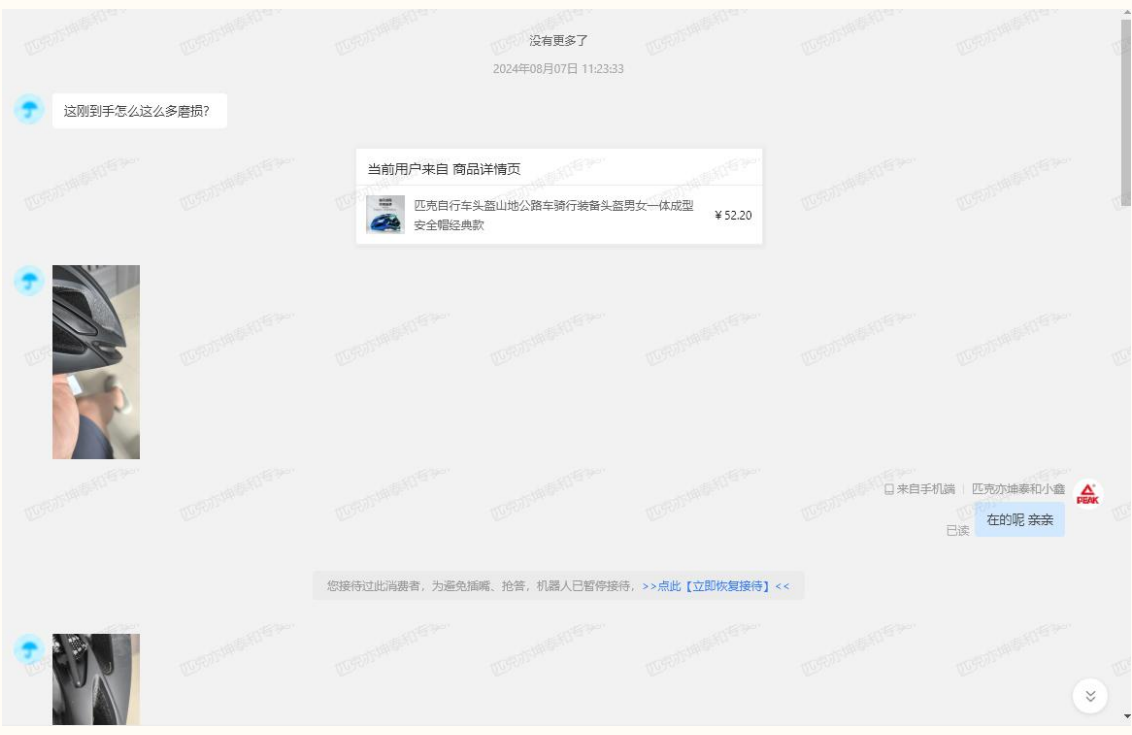 没有更多了
2024年08月07日 11:23:33
这刚到手怎么这么多磨损?
当前用户来自 商品详情页
匹克自行车头盔山地公路车骑行装备头盔男女一体成型
安全帽经典款
¥ 52.20
来自手机端 | 匹克亦坤泰和小鑫
PEAK
在的呢 亲亲
已读
您接待过此消费者，为避免插嘴、抢答，机器人已暂停接待，>>点此【立即恢复接待】<<